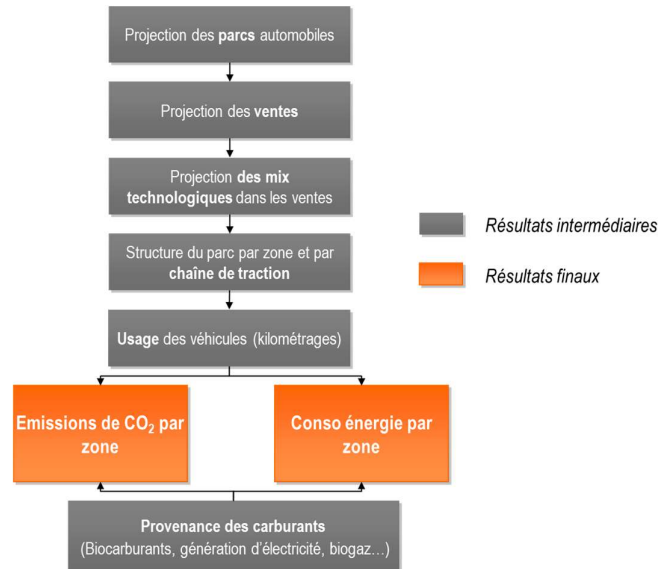 Projection des parcs automobiles
Projection des ventes
Projection des mix
technologiques dans les ventes
Structure du parc par zone et par
chaîne de traction
Usage des véhicules (kilométrages)
Résultats intermédiaires
Résultats finaux
Emissions de CO₂ par
zone
Conso énergie par
zone
Provenance des carburants
(Biocarburants, génération d'électricité, biogaz…)